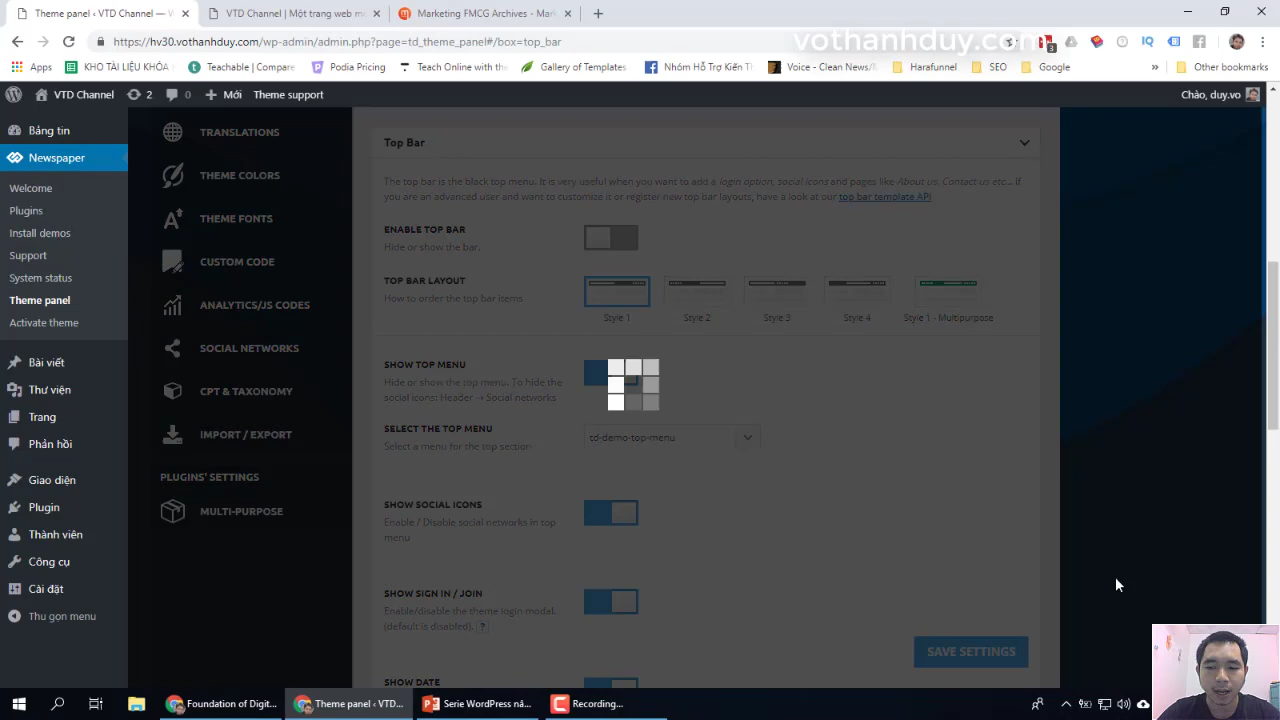 Theme panel ‹ VTD Channel —
VTD Channel | Một trang web m
Marketing FMCG Archives - Mar
https://hv30.vothanhduy.com/wp-admin/admin.php?page=td_theme_panel#/box=top_bar
vothanhduy.com
3
Apps
KHO TÀI LIỆU KHÓA
Teachable | Compare
Podia Pricing
Teach Online with the
Gallery of Templates
Nhóm Hỗ Trợ Kiến T
Voice - Clean News/
Harafunnel
SEO
Google
»
Other bookmarks
VTD Channel
2
0
Mới
Theme support
Chào, duy.vo
Bảng tin
Newspaper
Welcome
Plugins
Install demos
Support
System status
Theme panel
Activate theme
Bài viết
Thư viện
Trang
Phản hồi
Giao diện
Plugin
Thành viên
Công cụ
Cài đặt
Thu gọn menu
TRANSLATIONS
THEME COLORS
THEME FONTS
CUSTOM CODE
ANALYTICS/JS CODES
SOCIAL NETWORKS
CPT & TAXONOMY
IMPORT / EXPORT
PLUGINS' SETTINGS
MULTI-PURPOSE
Top Bar
The top bar is the black top menu. It is very useful when you want to add a login option, social icons and pages like About us, Contact us etc... If
you are an advanced user and want to customize it or register new top bar layouts, have a look at our top bar template API
ENABLE TOP BAR
Hide or show the bar.
TOP BAR LAYOUT
How to order the top bar items
Style 1
Style 2
Style 3
Style 4
Style 1 - Multipurpose
SHOW TOP MENU
Hide or show the top menu. To hide the
social icons: Header -> Social networks
SELECT THE TOP MENU
Select a menu for the top section
td-demo-top-menu
SHOW SOCIAL ICONS
Enable / Disable social networks in top
menu
SHOW SIGN IN / JOIN
Enable/disable the theme login modal.
(default is disabled). ?
SAVE SETTINGS
SHOW DATE
Foundation of Digit...
Theme panel ‹ VTD...
Serie WordPress nâ...
Recording...